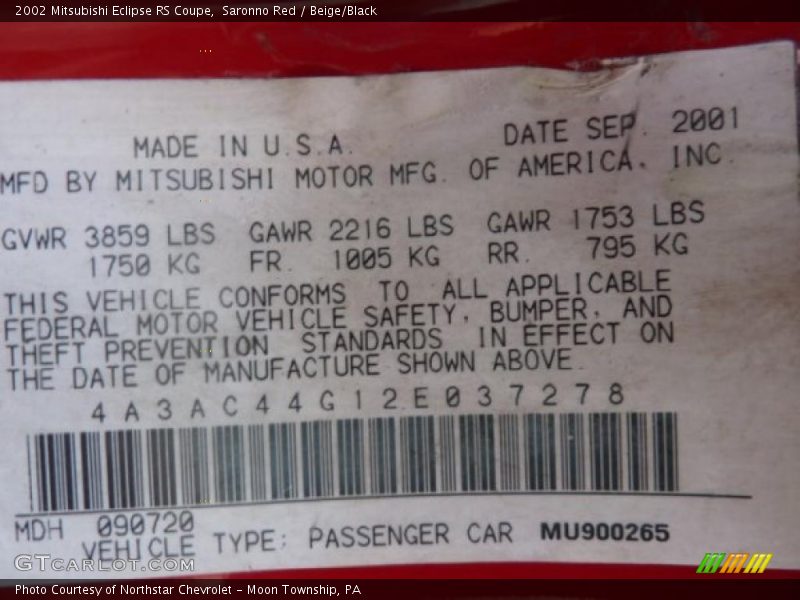 2002 Mitsubishi Eclipse RS Coupe,  Saronno Red / Beige/Black
MADE IN U.S.A. DATE SEP. 2001
MFD BY MITSUBISHI MOTOR MFG. OF AMERICA, INC.
GVWR 3859 LBS GAWR 2216 LBS GAWR 1753 LBS
1750 KG FR. 1005 KG RR. 795 KG
THIS VEHICLE CONFORMS TO ALL APPLICABLE
FEDERAL MOTOR VEHICLE SAFETY, BUMPER, AND
THEFT PREVENTION STANDARDS IN EFFECT ON
THE DATE OF MANUFACTURE SHOWN ABOVE.
4A3AC44G12E037278
MDH 090720
VEHICLE TYPE: PASSENGER CAR MU900265
GTCARLOT.COM
Photo Courtesy of Northstar Chevrolet – Moon Township, PA